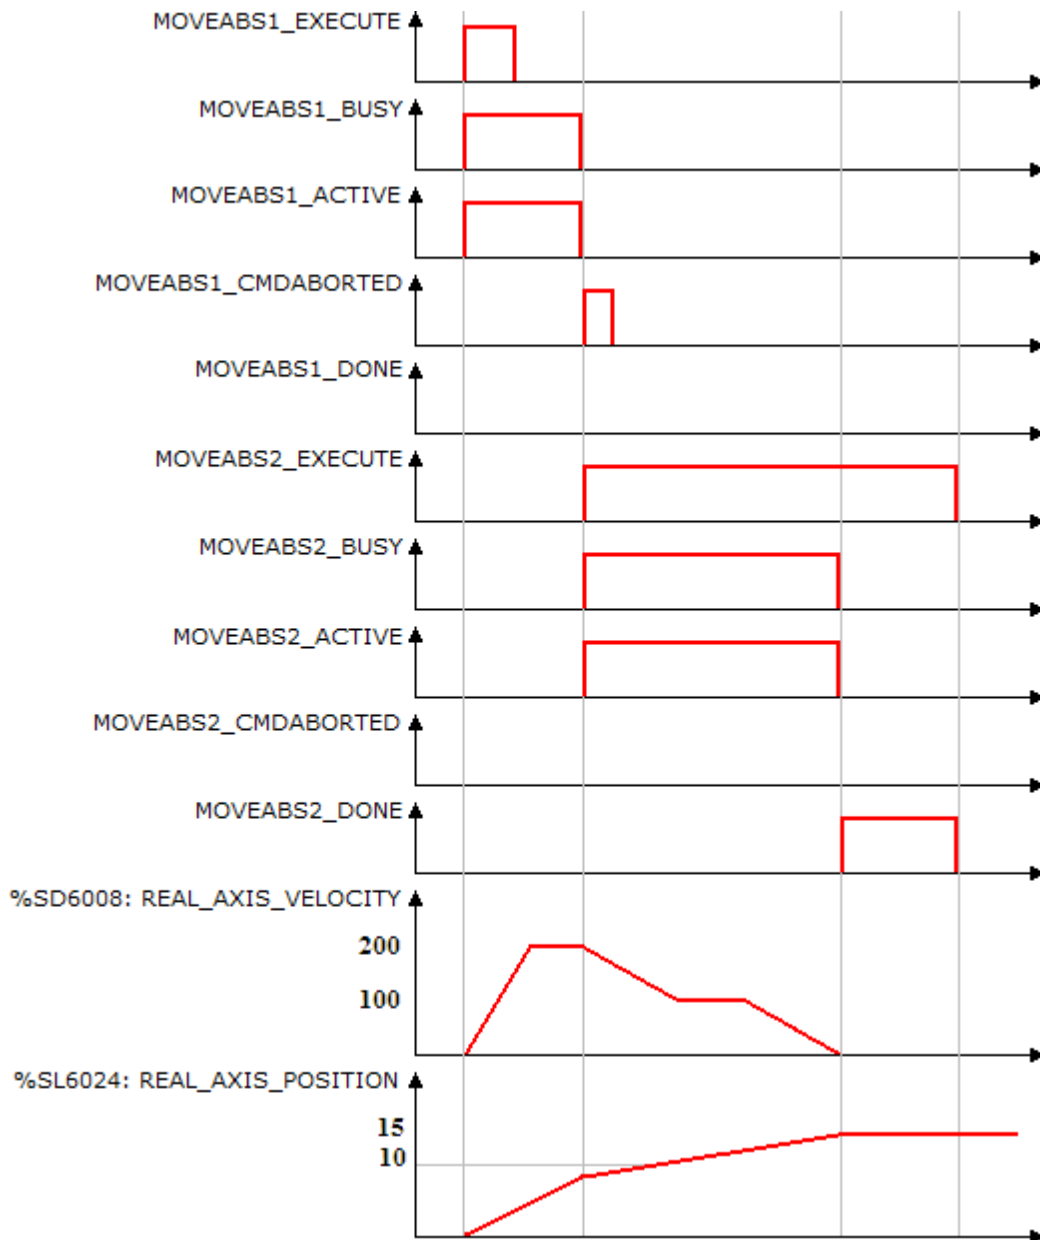 MOVEABS1_EXECUTE
MOVEABS1_BUSY
MOVEABS1_ACTIVE
MOVEABS1_CMDABORTED
MOVEABS1_DONE
MOVEABS2_EXECUTE
MOVEABS2_BUSY
MOVEABS2_ACTIVE
MOVEABS2_CMDABORTED
MOVEABS2_DONE
%SD6008: REAL_AXIS_VELOCITY
200
100
%SL6024: REAL_AXIS_POSITION
15
10